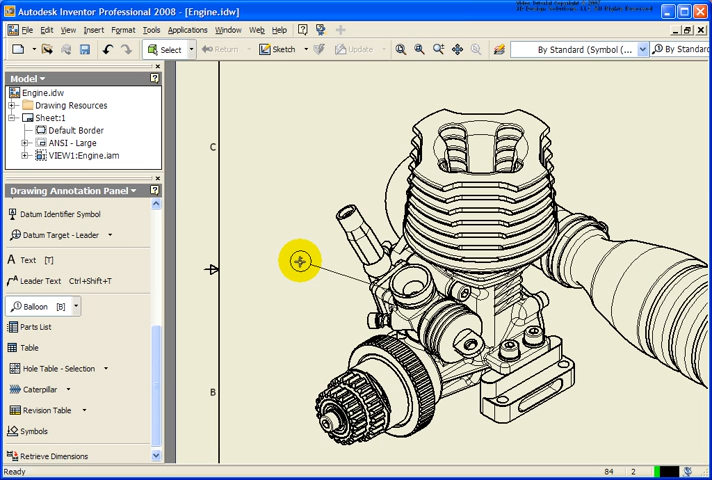 Autodesk Inventor Professional 2008 - [Engine.idw]
File Edit View Insert Format Tools Applications Window Web Help
Select Return Sketch Update By Standard (Symbol (... By Standard
Model
Engine.idw
Drawing Resources
Sheet:1
Default Border
ANSI - Large
VIEW1:Engine.iam
Drawing Annotation Panel
Datum Identifier Symbol
Datum Target - Leader
A Text [T]
A Leader Text Ctrl+Shift+T
Balloon [B]
Parts List
Table
Hole Table - Selection
Caterpillar
Revision Table
Symbols
Retrieve Dimensions
C
B
Ready 84 2